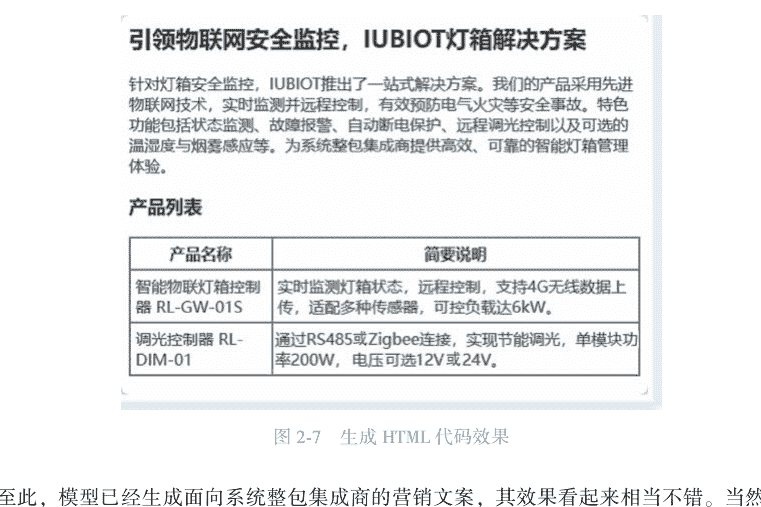 引领物联网安全监控，IUBIOT灯箱解决方案
针对灯箱安全监控，IUBIOT推出了一站式解决方案。我们的产品采用先进
物联网技术，实时监测并远程控制，有效预防电气火灾等安全事故。特色
功能包括状态监测、故障报警、自动断电保护、远程调光控制以及可选的
温湿度与烟雾感应等。为系统整包集成商提供高效、可靠的智能灯箱管理
体验。
产品列表
产品名称 简要说明
智能物联灯箱控制 实时监测灯箱状态，远程控制，支持4G无线数据上
器 RL-GW-01S 传，适配多种传感器，可控负载达6kW。
调光控制器 RL- 通过RS485或Zigbee连接，实现节能调光，单模块功
DIM-01 率200W，电压可选12V或24V。
图 2-7 生成 HTML 代码效果
至此，模型已经生成面向系统整包集成商的营销文案，其效果看起来相当不错。当然